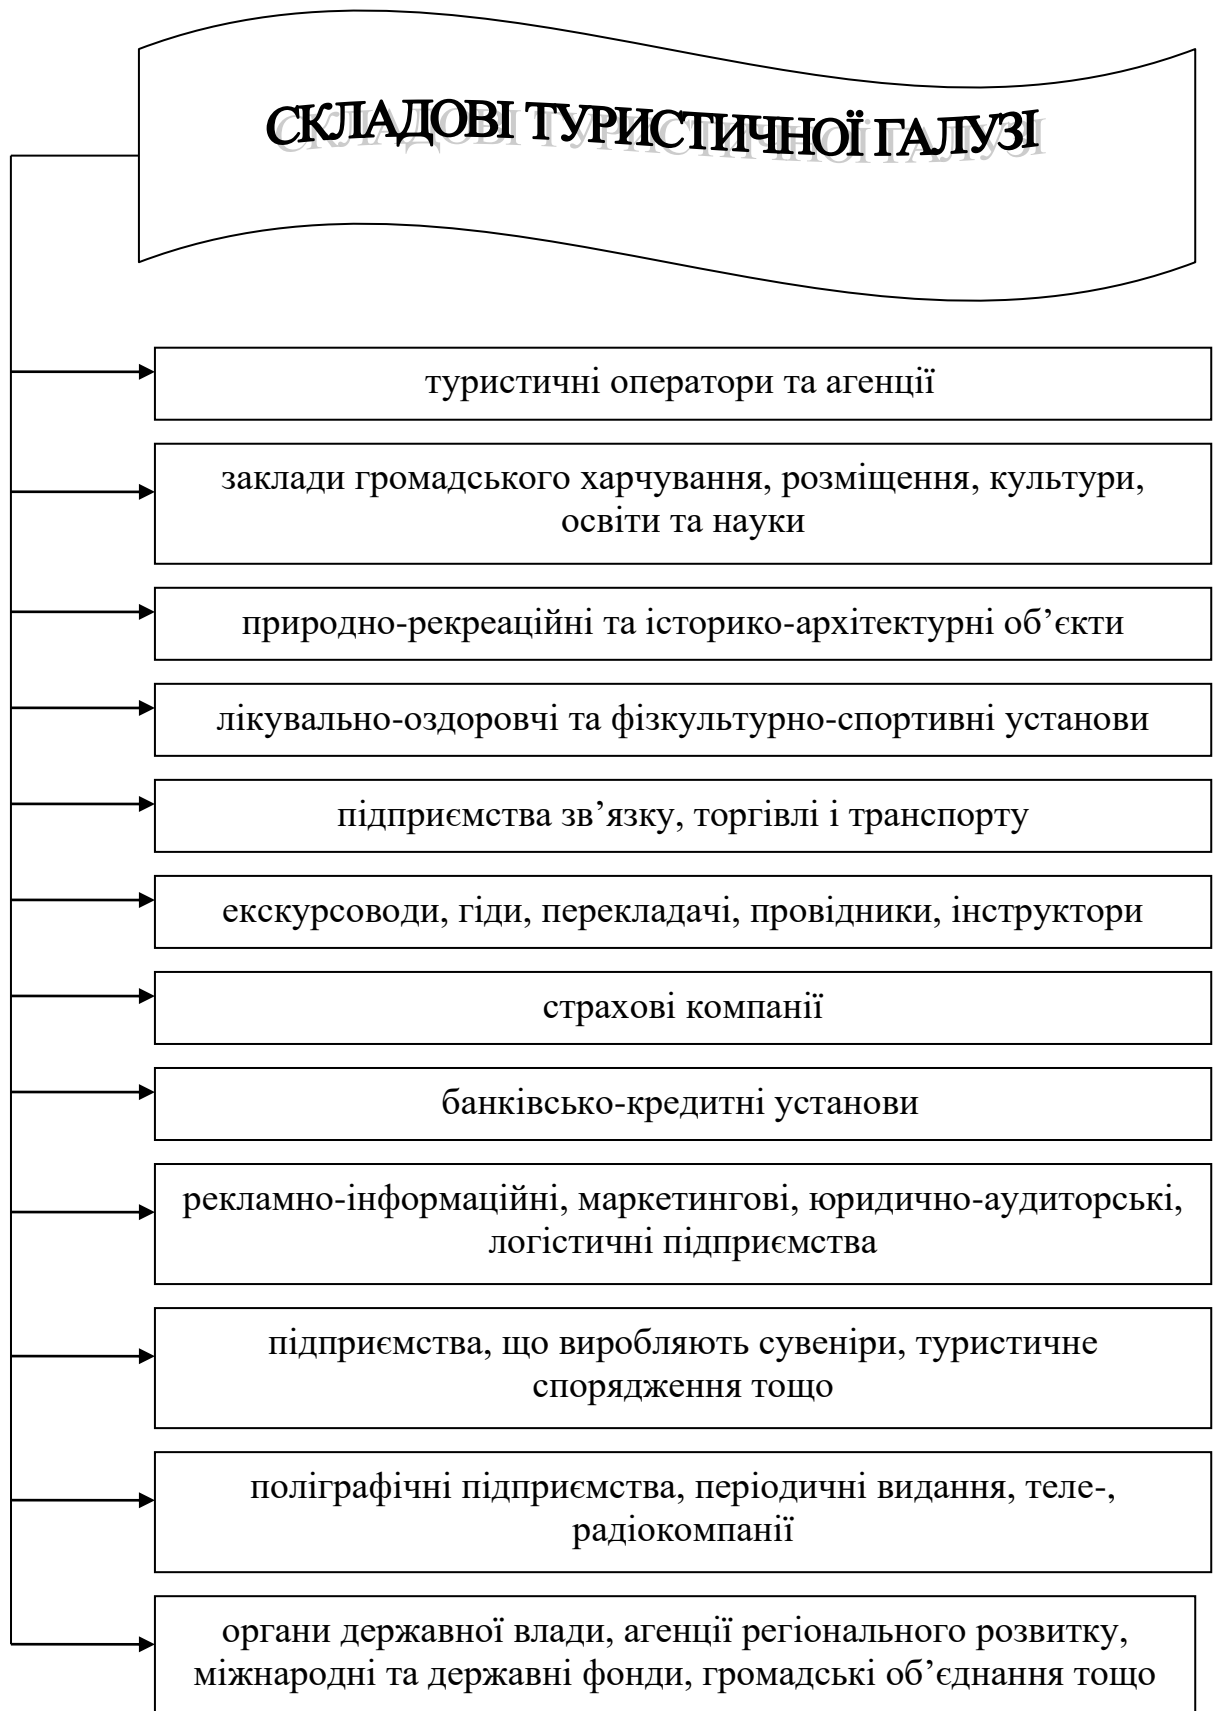 СКЛАДОВІ ТУРИСТИЧНОЇ ГАЛУЗІ
туристичні оператори та агенції
заклади громадського харчування, розміщення, культури,
освіти та науки
природно-рекреаційні та історико-архітектурні об’єкти
лікувально-оздоровчі та фізкультурно-спортивні установи
підприємства зв’язку, торгівлі і транспорту
екскурсоводи, гіди, перекладачі, провідники, інструктори
страхові компанії
банківсько-кредитні установи
рекламно-інформаційні, маркетингові, юридично-аудиторські,
логістичні підприємства
підприємства, що виробляють сувеніри, туристичне
спорядження тощо
поліграфічні підприємства, періодичні видання, теле-,
радіокомпанії
органи державної влади, агенції регіонального розвитку,
міжнародні та державні фонди, громадські об’єднання тощо